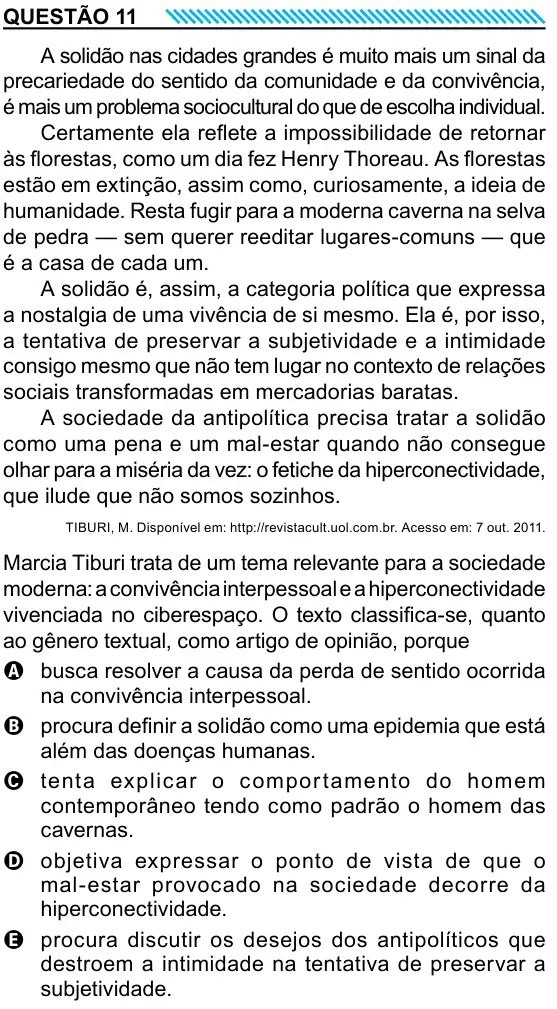 QUESTÃO 11
A solidão nas cidades grandes é muito mais um sinal da
precariedade do sentido da comunidade e da convivência,
é mais um problema sociocultural do que de escolha individual.
Certamente ela reflete a impossibilidade de retornar
às florestas, como um dia fez Henry Thoreau. As florestas
estão em extinção, assim como, curiosamente, a ideia de
humanidade. Resta fugir para a moderna caverna na selva
de pedra — sem querer reeditar lugares-comuns — que
é a casa de cada um.
A solidão é, assim, a categoria política que expressa
a nostalgia de uma vivência de si mesmo. Ela é, por isso,
a tentativa de preservar a subjetividade e a intimidade
consigo mesmo que não tem lugar no contexto de relações
sociais transformadas em mercadorias baratas.
A sociedade da antipolítica precisa tratar a solidão
como uma pena e um mal-estar quando não consegue
olhar para a miséria da vez: o fetiche da hiperconectividade,
que ilude que não somos sozinhos.
TIBURI, M. Disponível em: http://revistacult.uol.com.br. Acesso em: 7 out. 2011.
Marcia Tiburi trata de um tema relevante para a sociedade
moderna: a convivência interpessoal e a hiperconectividade
vivenciada no ciberespaço. O texto classifica-se, quanto
ao gênero textual, como artigo de opinião, porque
A busca resolver a causa da perda de sentido ocorrida
na convivência interpessoal.
B procura definir a solidão como uma epidemia que está
além das doenças humanas.
C tenta explicar o comportamento do homem
contemporâneo tendo como padrão o homem das
cavernas.
D objetiva expressar o ponto de vista de que o
mal-estar provocado na sociedade decorre da
hiperconectividade.
E procura discutir os desejos dos antipolíticos que
destroem a intimidade na tentativa de preservar a
subjetividade.